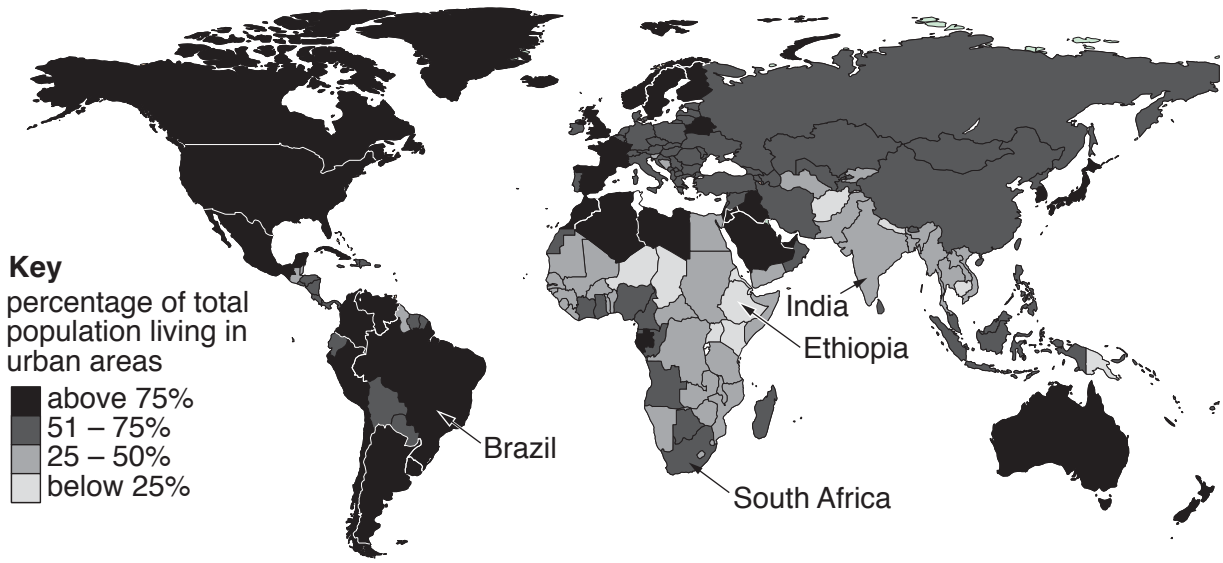 Key
percentage of total
population living in
urban areas
above 75%
51 – 75%
25 – 50%
below 25%
India
Ethiopia
Brazil
South Africa